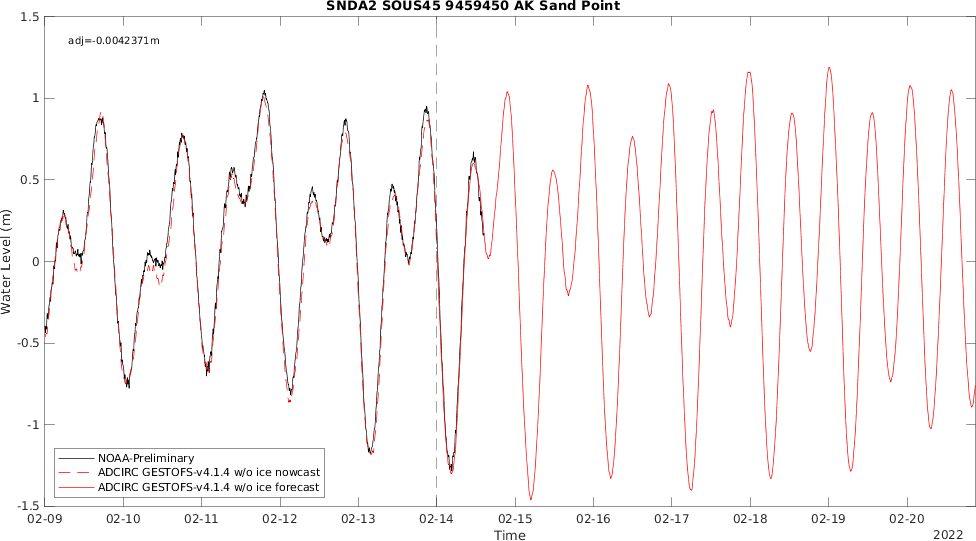 SNDA2 SOUS45 9459450 AK Sand Point
adj=-0.0042371m
1.5
1
0.5
0
-0.5
-1
-1.5
Water Level (m)
NOAA-Preliminary
ADCIRC GESTOFS-v4.1.4 w/o ice nowcast
ADCIRC GESTOFS-v4.1.4 w/o ice forecast
02-09 02-10 02-11 02-12 02-13 02-14 02-15 02-16 02-17 02-18 02-19 02-20
Time
2022